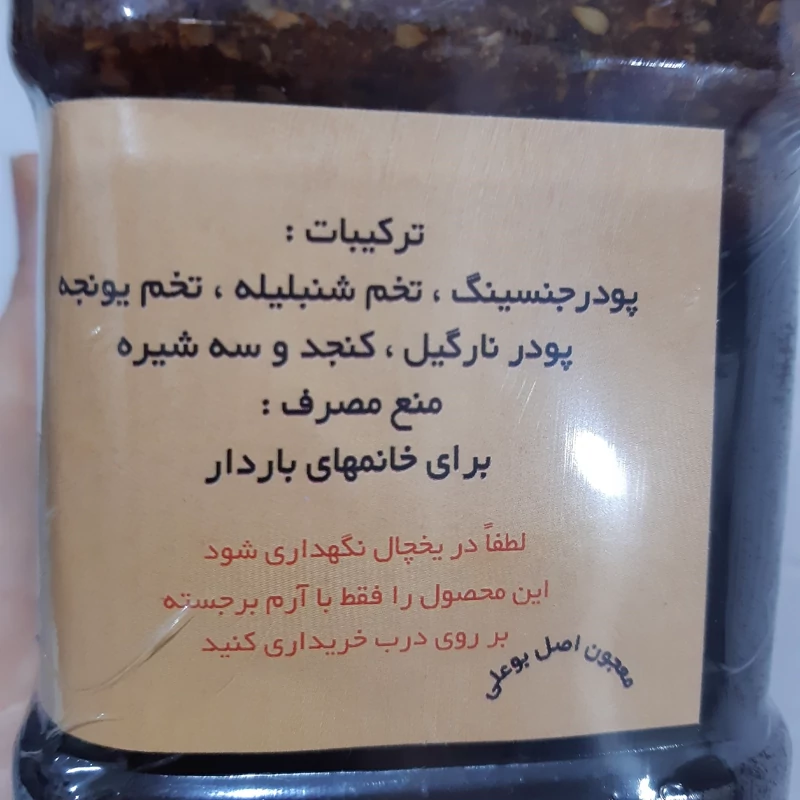 ترکیبات :
پودرجنسینگ ، تخم شنبلیله ، تخم یونجه
پودر نارگیل ، کنجد و سه شیره
منع مصرف :
برای خانمهای باردار
لطفاً در یخچال نگهداری شود
این محصول را فقط با آرم برجسته
بر روی درب خریداری کنید
معجون اصل بوعلی